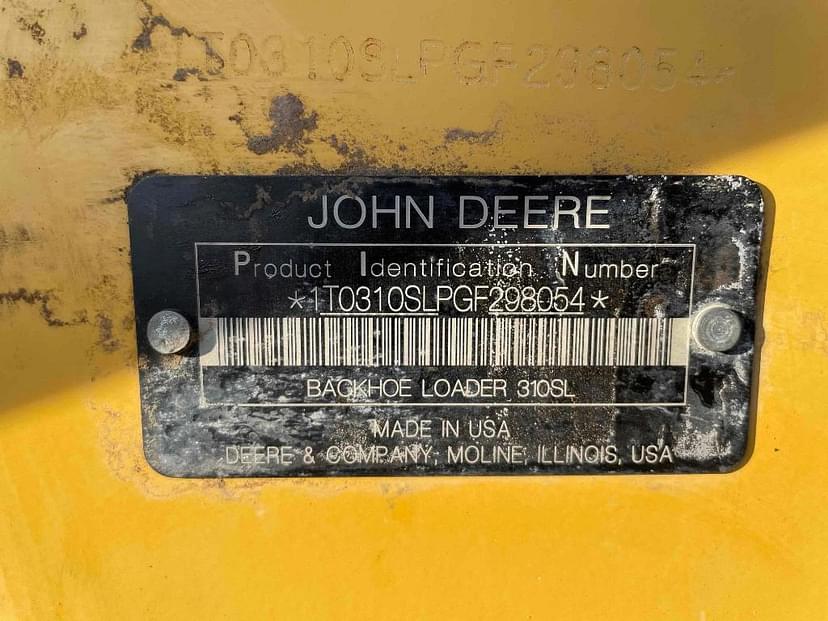 1T0310SLPGF298054*
JOHN DEERE
Product Identification Number
*1T0310SLPGF298054*
BACKHOE LOADER 310SL
MADE IN USA
DEERE & COMPANY, MOLINE, ILLINOIS, USA